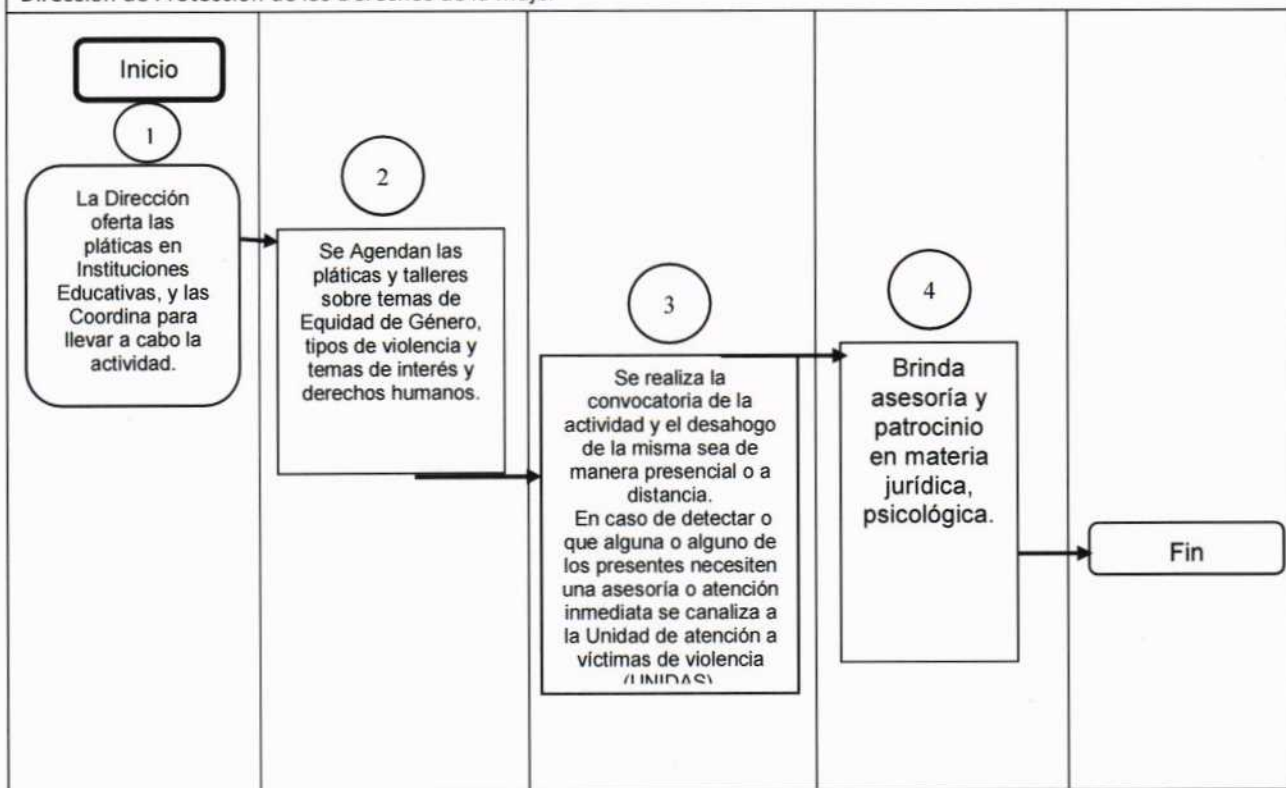 Inicio
1
La Dirección
oferta las
pláticas en
Instituciones
Educativas, y las
Coordina para
llevar a cabo la
actividad.
2
Se Agendan las
pláticas y talleres
sobre temas de
Equidad de Género,
tipos de violencia y
temas de interés y
derechos humanos.
3
Se realiza la
convocatoria de la
actividad y el desahogo
de la misma sea de
manera presencial o a
distancia.
En caso de detectar o
que alguna o alguno de
los presentes necesiten
una asesoría o atención
inmediata se canaliza a
la Unidad de atención a
víctimas de violencia
(UNIDAS)
4
Brinda
asesoría y
patrocinio
en materia
jurídica,
psicológica.
Fin